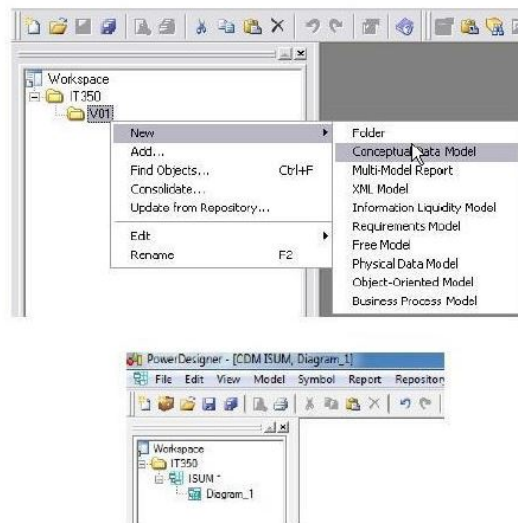 Workspace
IT350
V01
New
Add...
Find Objects... Ctrl+F
Consolidate...
Update from Repository...
Edit
Rename F2
Folder
Conceptual Data Model
Multi-Model Report
XML Model
Information Liquidity Model
Requirements Model
Free Model
Physical Data Model
Object-Oriented Model
Business Process Model
PowerDesigner - [CDM ISUM, Diagram_1]
File Edit View Model Symbol Report Repository
Workspace
IT350
ISUM *
Diagram_1